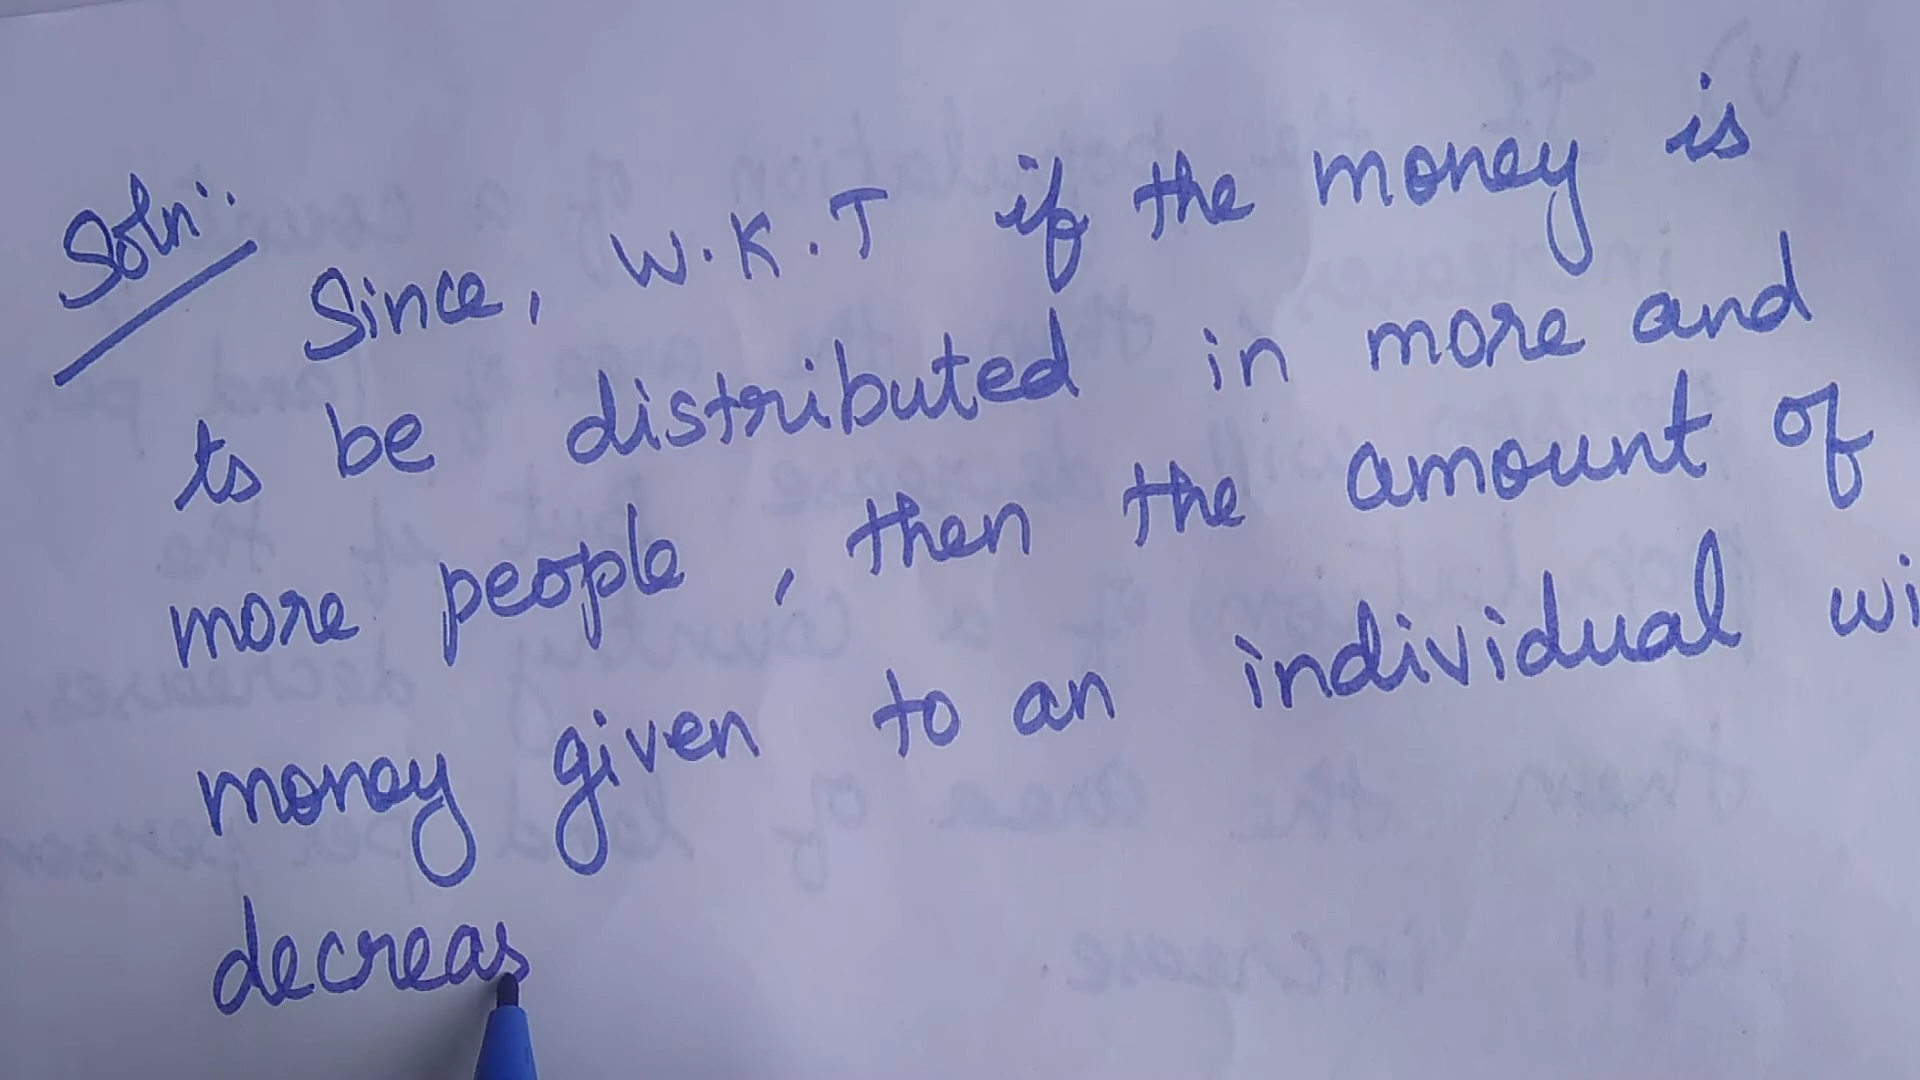 Soln:
Since, W.K.T if the money is
to be distributed in more and
more people, then the amount of
money given to an individual wi
decreas